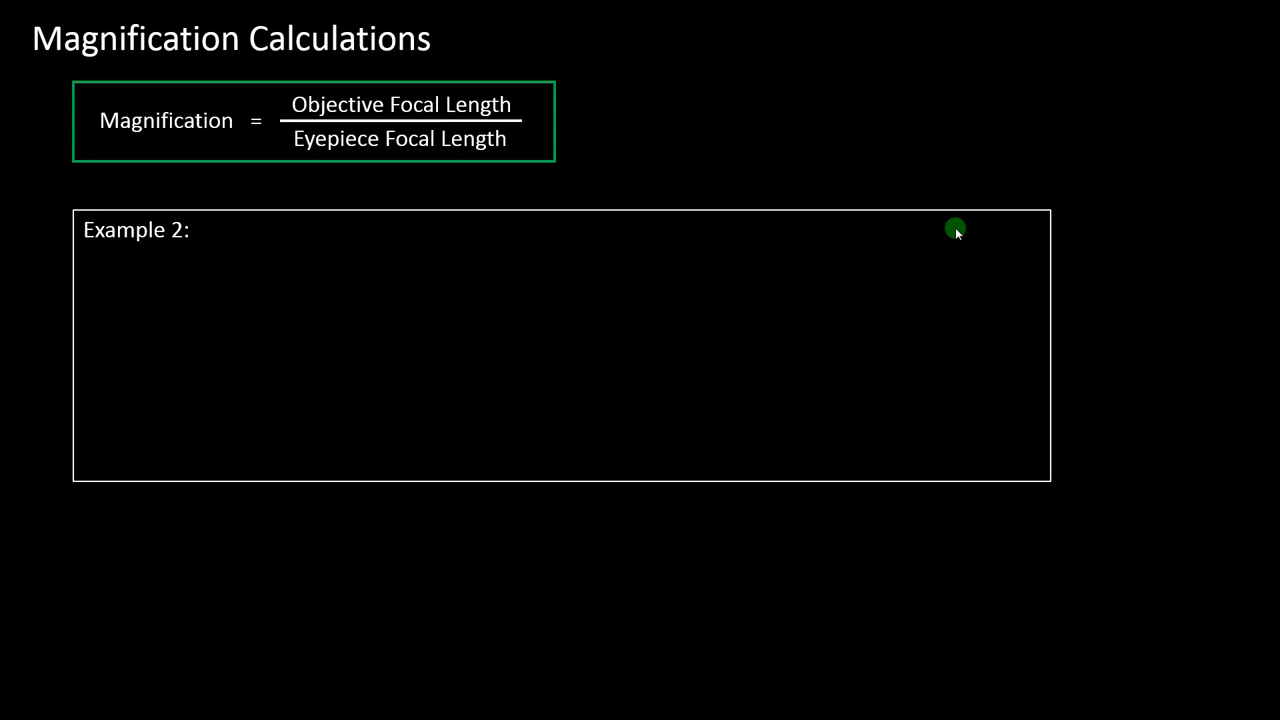 Magnification Calculations
Magnification = Objective Focal Length
Eyepiece Focal Length
Example 2: